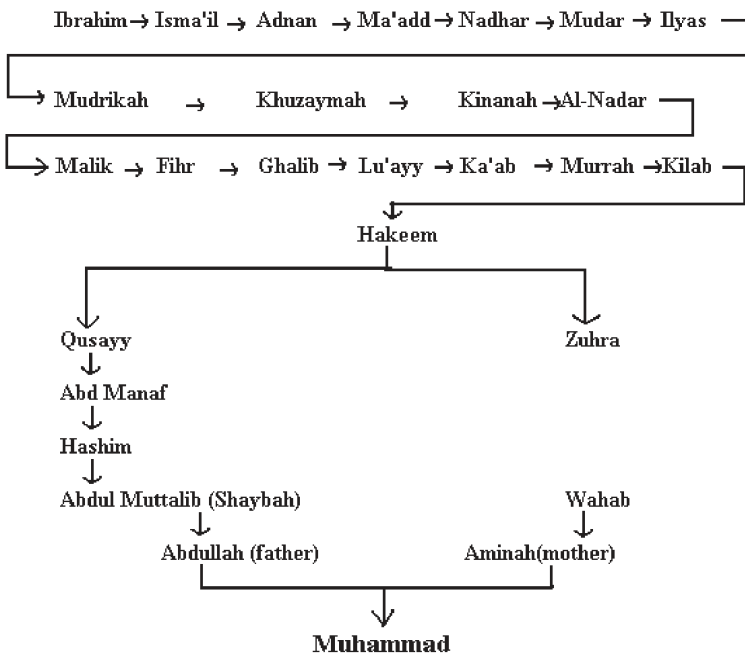 Ibrahim → Isma'il → Adnan → Ma'add → Nadhar → Mudar → Ilyas
Mudrikah → Khuzaymah → Kinanah → Al-Nadar
Malik → Fihr → Ghalib → Lu'ayy → Ka'ab → Murrah → Kilab
Hakeem
Qusayy Zuhra
Abd Manaf
Hashim
Abdul Muttalib (Shaybah) Wahab
Abdullah (father) Aminah(mother)
Muhammad